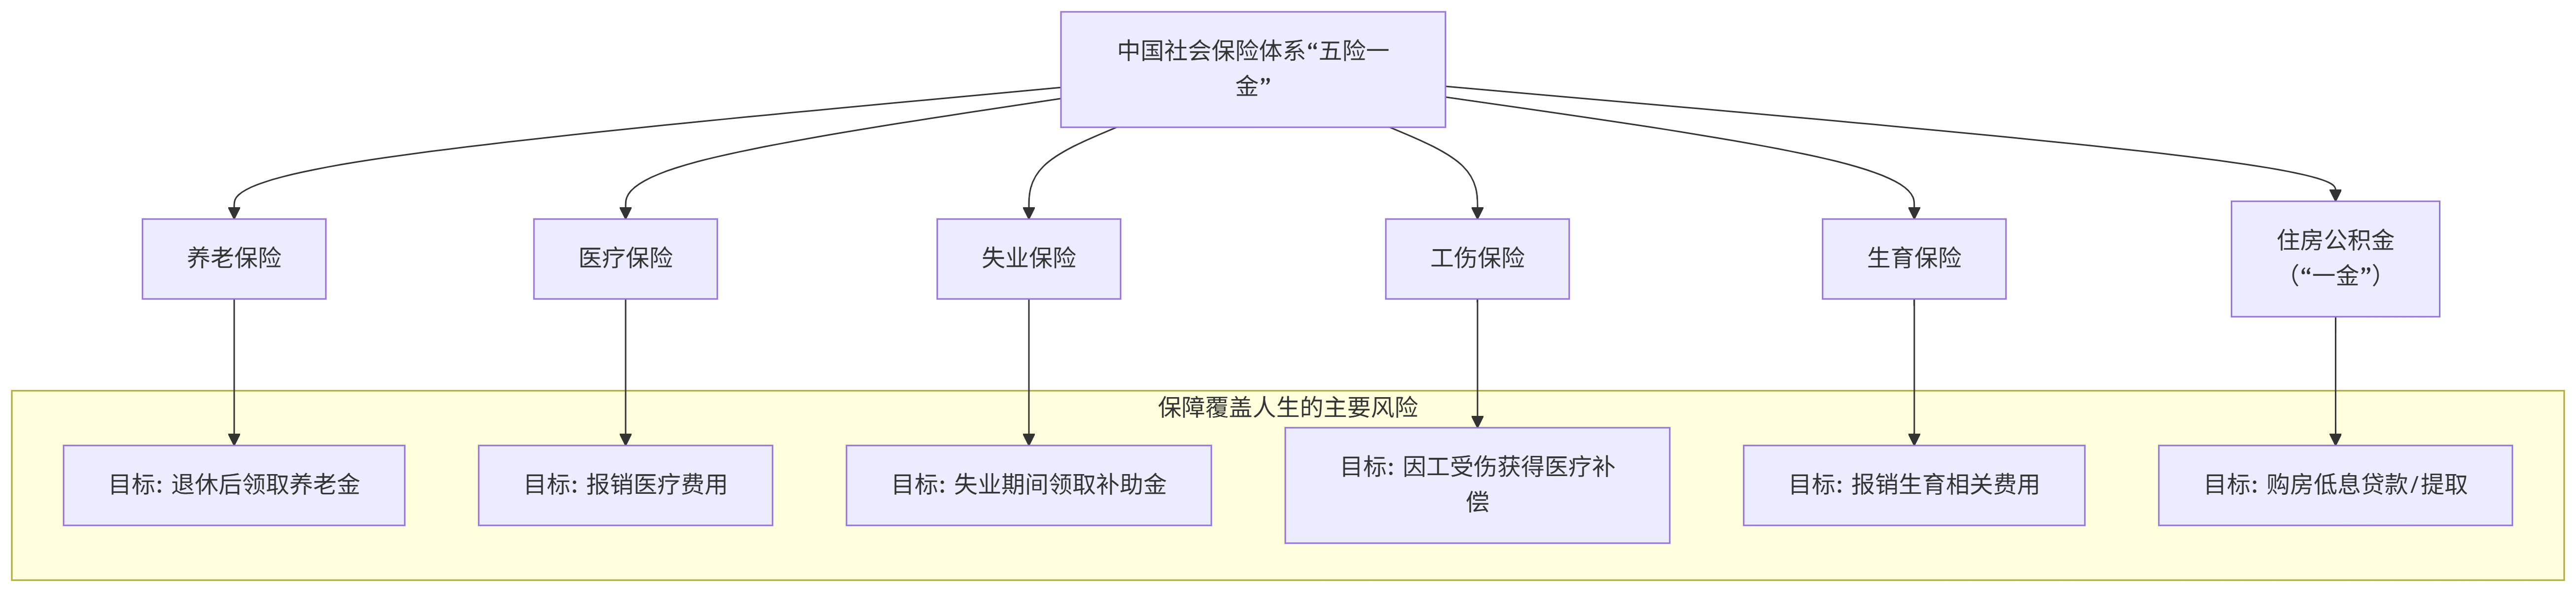 中国社会保险体系“五险一
金”
养老保险
医疗保险
失业保险
工伤保险
生育保险
住房公积金
（“一金”）
保障覆盖人生的主要风险
目标: 退休后领取养老金
目标: 报销医疗费用
目标: 失业期间领取补助金
目标: 因工受伤获得医疗补
偿
目标: 报销生育相关费用
目标: 购房低息贷款/提取